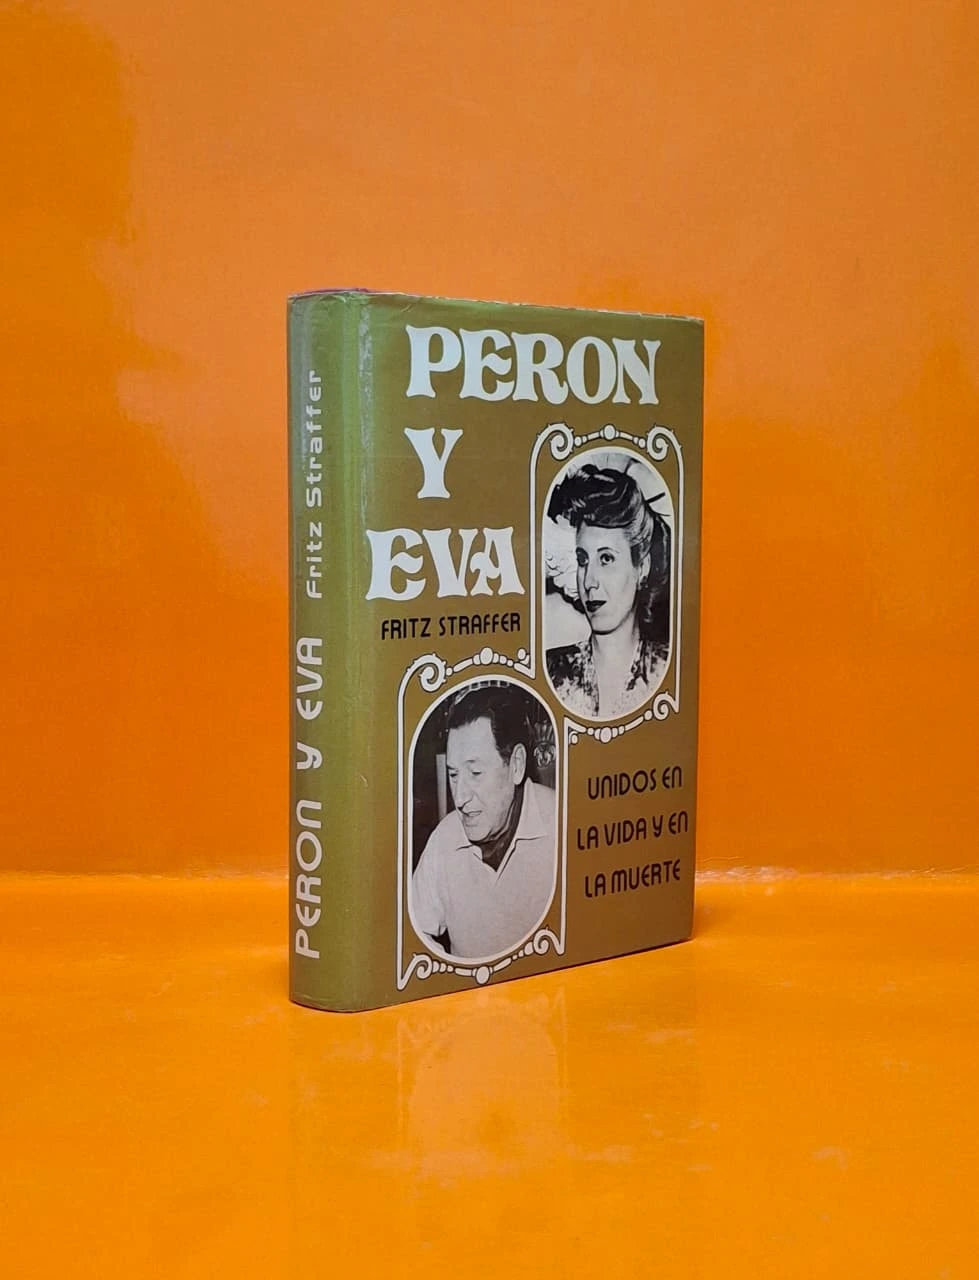 PERON
Y
EVA
FRITZ STRAFFER
UNIDOS EN
LA VIDA Y EN
LA MUERTE
PERON y EVA Fritz Straffer